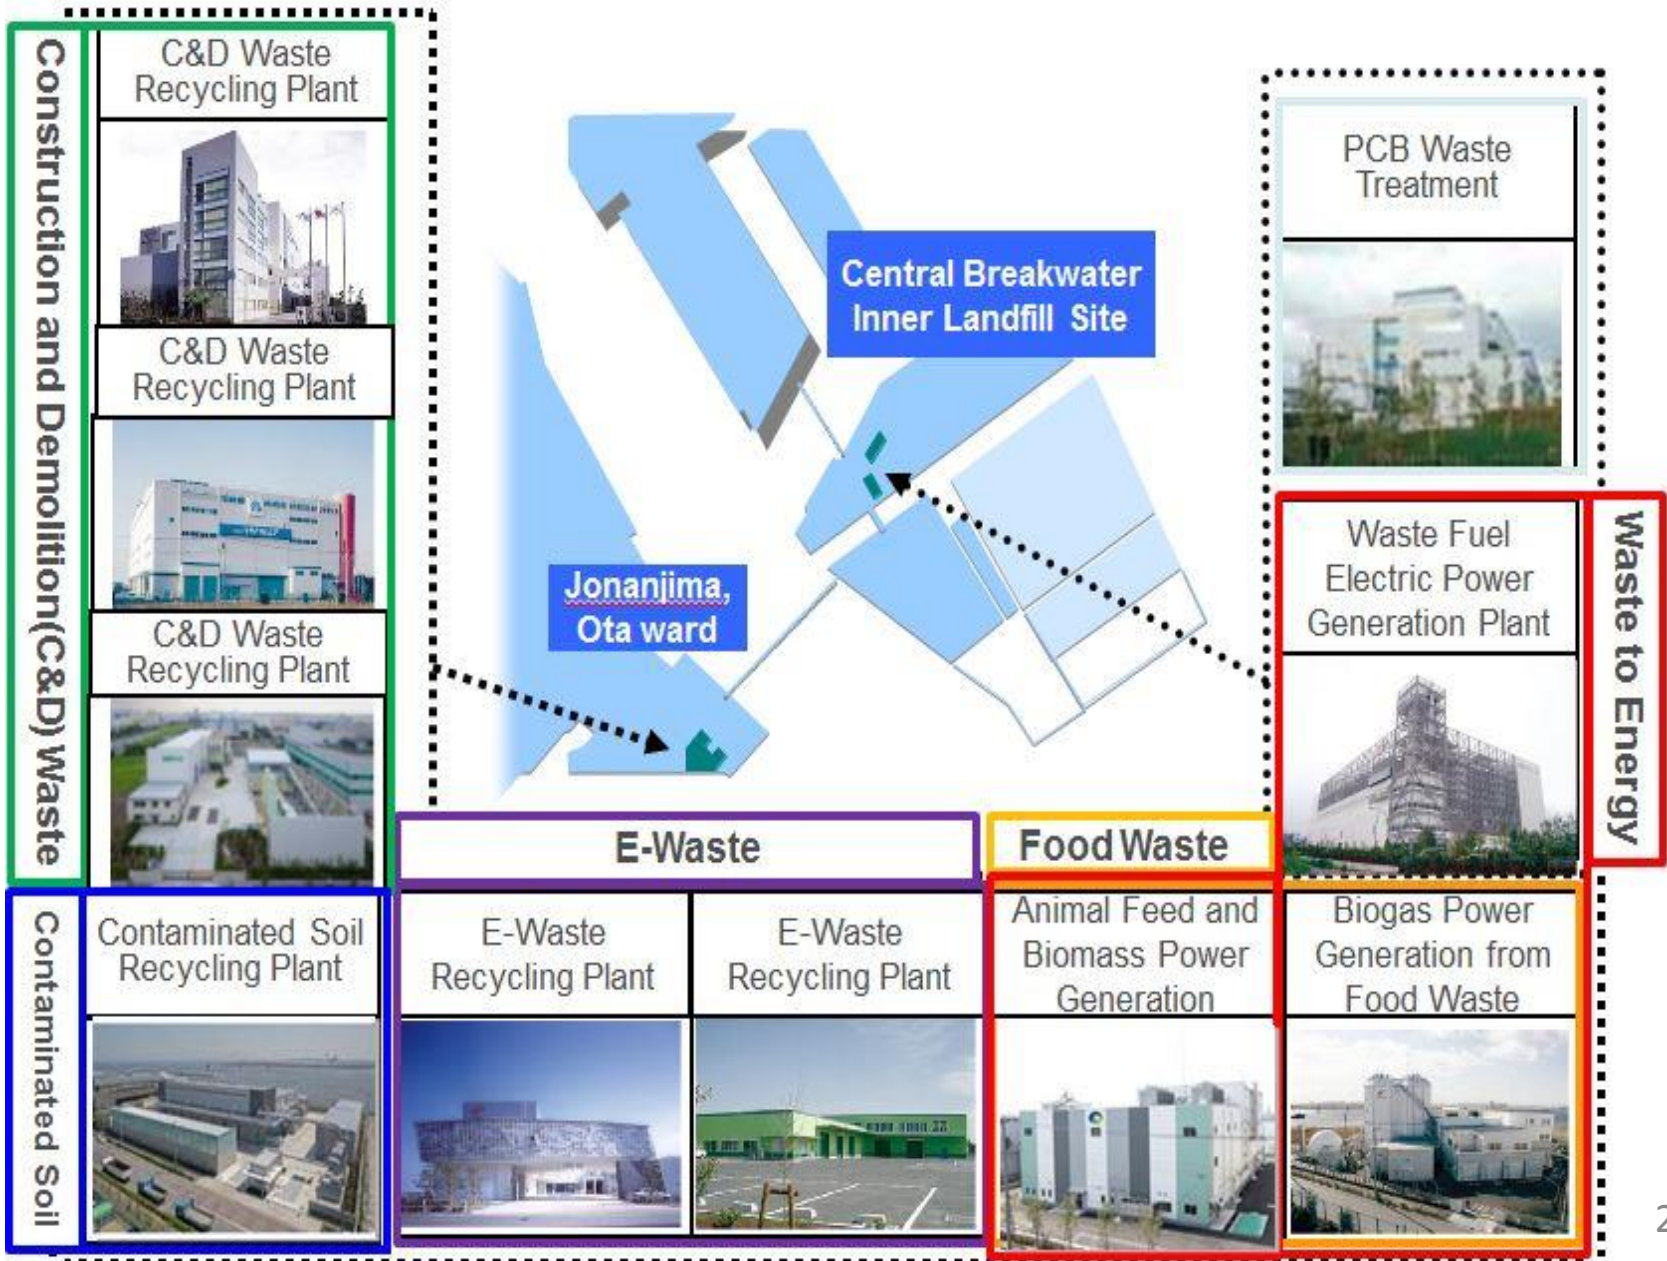 Construction and Demolition(C&D) Waste
C&D Waste
Recycling Plant
C&D Waste
Recycling Plant
C&D Waste
Recycling Plant
Central Breakwater
Inner Landfill Site
Jonanjima,
Ota ward
PCB Waste
Treatment
Waste Fuel
Electric Power
Generation Plant
Waste to Energy
E-Waste
Food Waste
Contaminated Soil
Contaminated Soil
Recycling Plant
E-Waste
Recycling Plant
E-Waste
Recycling Plant
Animal Feed and
Biomass Power
Generation
Biogas Power
Generation from
Food Waste
2